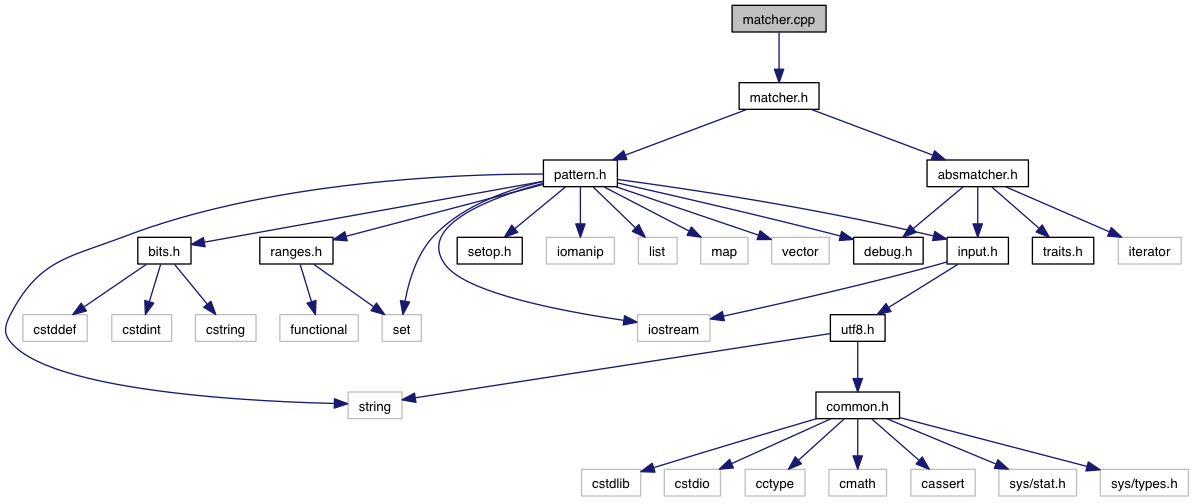 matcher.cpp
matcher.h
pattern.h
absmatcher.h
bits.h
ranges.h
setop.h
iomanip
list
map
vector
debug.h
input.h
traits.h
iterator
cstddef
cstdint
cstring
functional
set
iostream
utf8.h
string
common.h
cstdlib
cstdio
cctype
cmath
cassert
sys/stat.h
sys/types.h